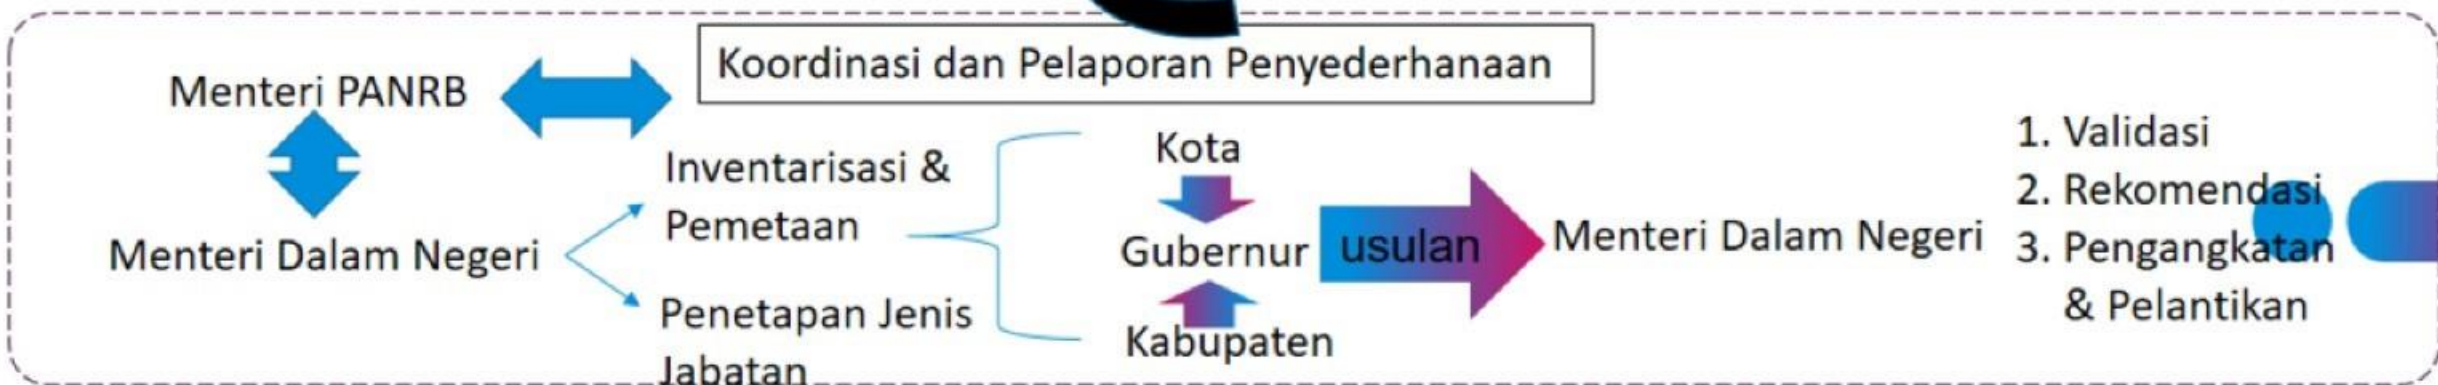 Koordinasi dan Pelaporan Penyederhanaan
Menteri PANRB
Menteri Dalam Negeri
Inventarisasi &
Pemetaan
Penetapan Jenis
Jabatan
Kota
Gubernur
Kabupaten
usulan
Menteri Dalam Negeri
1. Validasi
2. Rekomendasi
3. Pengangkatan
& Pelantikan